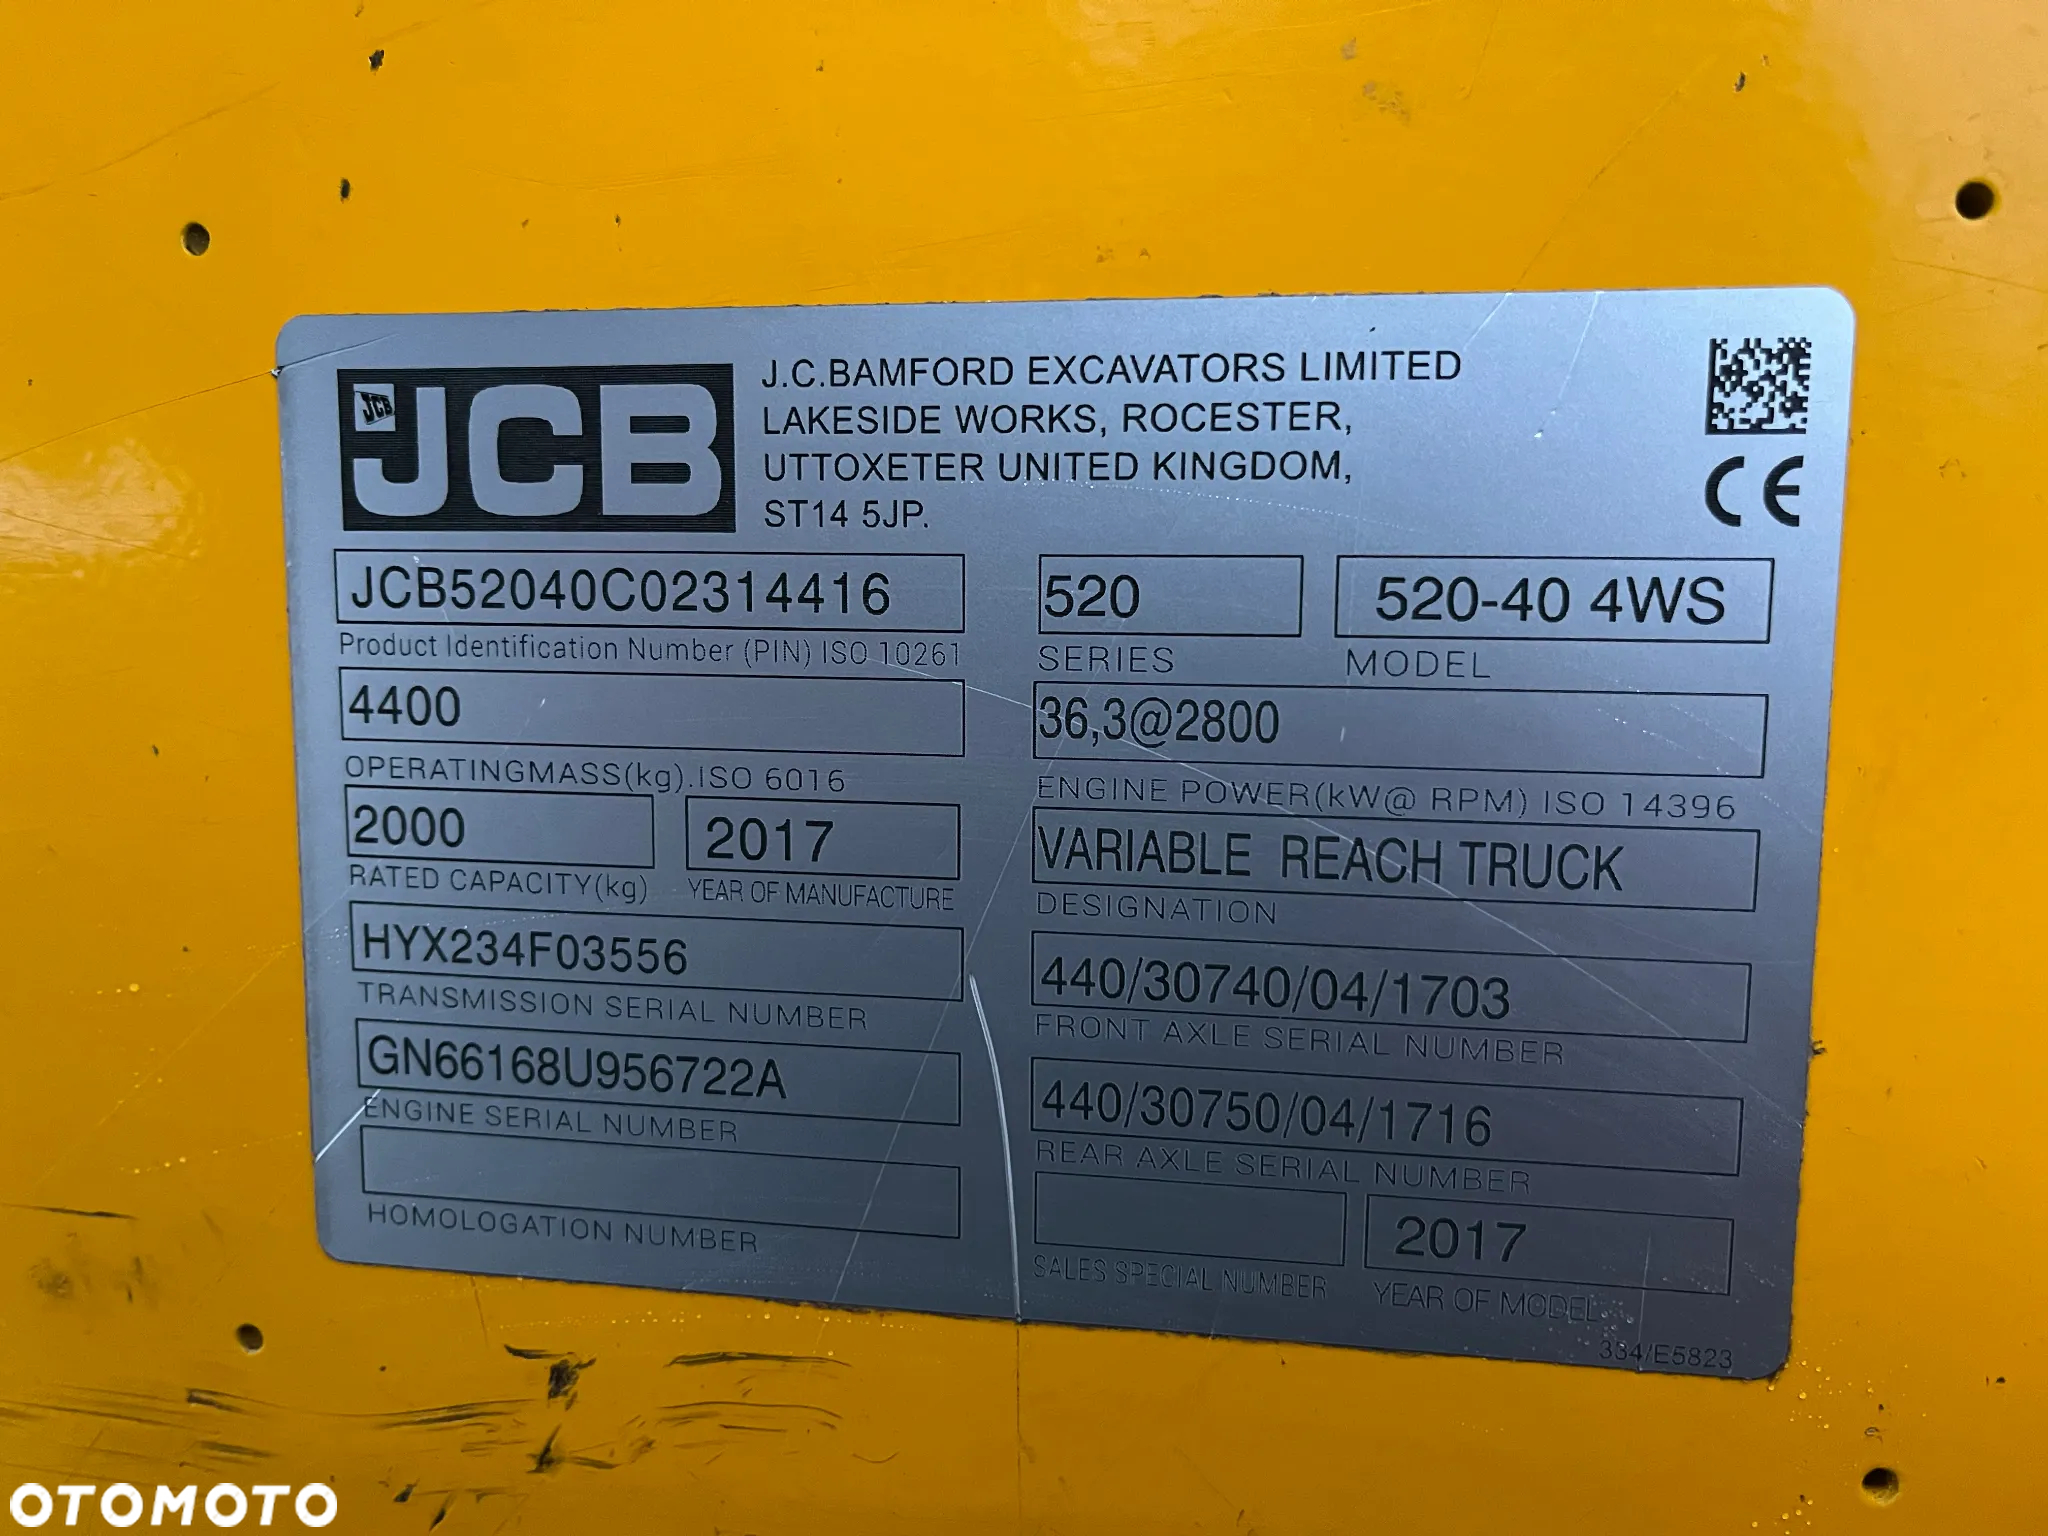 JCB
JCB
J.C.BAMFORD EXCAVATORS LIMITED
LAKESIDE WORKS, ROCESTER,
UTTOXETER UNITED KINGDOM,
ST14 5JP.
CE
JCB52040C02314416
Product Identification Number (PIN) ISO 10261
520
SERIES
520-40 4WS
MODEL
4400
OPERATINGMASS(kg).ISO 6016
36,3@2800
ENGINE POWER(kW@ RPM) ISO 14396
2000
RATED CAPACITY(kg)
2017
YEAR OF MANUFACTURE
VARIABLE REACH TRUCK
DESIGNATION
HYX234F03556
TRANSMISSION SERIAL NUMBER
440/30740/04/1703
FRONT AXLE SERIAL NUMBER
GN66168U956722A
ENGINE SERIAL NUMBER
440/30750/04/1716
REAR AXLE SERIAL NUMBER
HOMOLOGATION NUMBER
SALES SPECIAL NUMBER
2017
YEAR OF MODEL
334/E5823
OTOMOTO